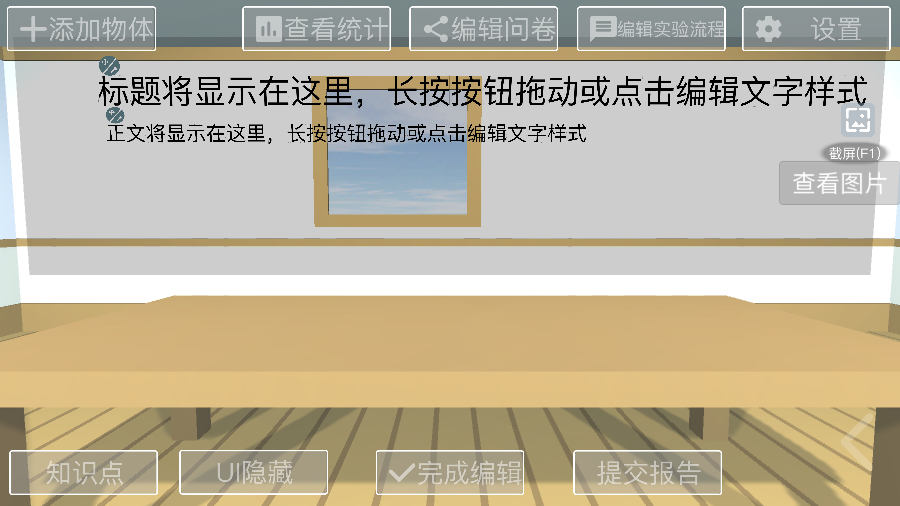 添加物体
查看统计
编辑问卷
编辑实验流程
设置
标题将显示在这里，长按按钮拖动或点击编辑文字样式
正文将显示在这里，长按按钮拖动或点击编辑文字样式
截屏(F1)
查看图片
知识点
UI隐藏
完成编辑
提交报告